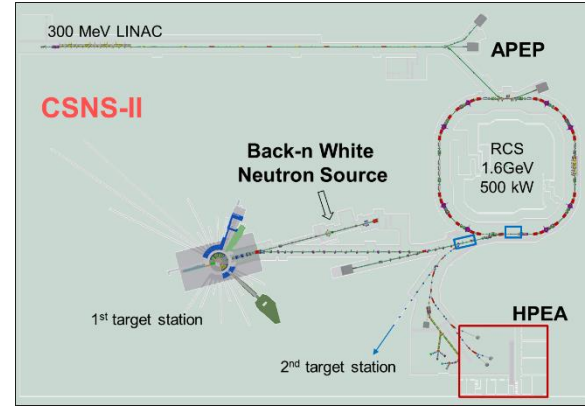 300 MeV LINAC
APEP
CSNS-II
Back-n White
Neutron Source
RCS
1.6GeV
500 kW
1st target station
HPEA
2nd target station